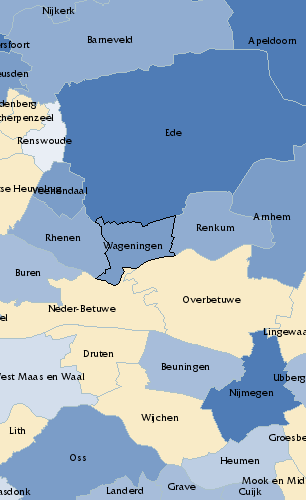 Nijkerk
Barneveld
Apeldoorn
ersfoort
eusden
denberg
cherpenzeel
Ede
Renswoude
se Heuvelrug
Veenendaal
Arnhem
Renkum
Rhenen
Wageningen
Buren
Overbetuwe
Neder-Betuwe
el
Lingewaa
Druten
Beuningen
West Maas en Waal
Ubberg
Nijmegen
Wijchen
Lith
Groesbe
Oss
Heumen
Mook en Mid
Grave
Cuijk
Landerd
asdonk